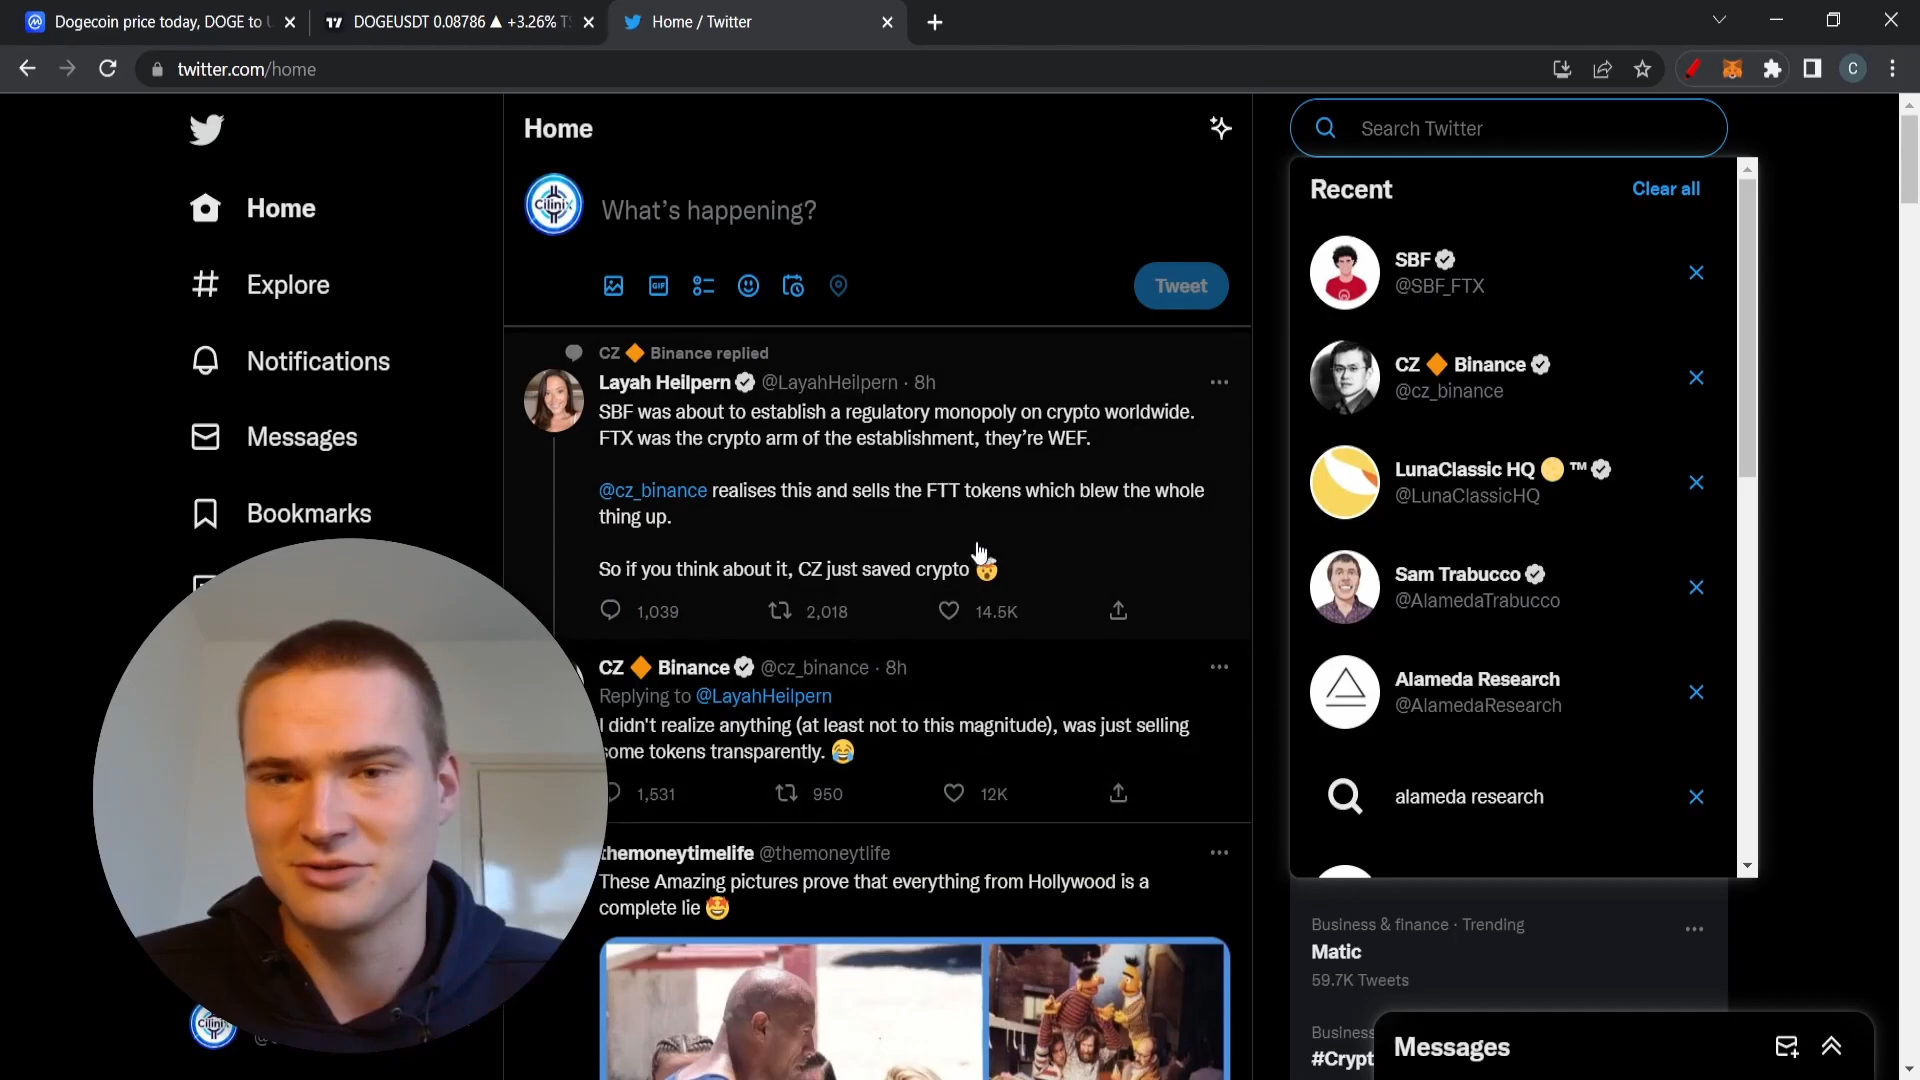 Dogecoin price today, DOGE to
DOGEUSDT 0.08786 ▲ +3.26%
Home / Twitter
twitter.com/home
C
Home
Explore
Notifications
Messages
Bookmarks
Cilinix
Home
Cilinix
What's happening?
GIF
Tweet
CZ 🔶 Binance replied
Layah Heilpern @LayahHeilpern · 8h
SBF was about to establish a regulatory monopoly on crypto worldwide.
FTX was the crypto arm of the establishment, they're WEF.
@cz_binance realises this and sells the FTT tokens which blew the whole
thing up.
So if you think about it, CZ just saved crypto 🤯
1,039 2,018 14.5K
CZ 🔶 Binance @cz_binance · 8h
Replying to @LayahHeilpern
I didn't realize anything (at least not to this magnitude), was just selling
some tokens transparently. 😂
1,531 950 12K
themoneytimelife @themoneytlife
These Amazing pictures prove that everything from Hollywood is a
complete lie 🤩
Search Twitter
Recent Clear all
SBF
@SBF_FTX
CZ 🔶 Binance
@cz_binance
LunaClassic HQ 🌕 ™
@LunaClassicHQ
Sam Trabucco
@AlamedaTrabucco
Alameda Research
@AlamedaResearch
alameda research
Business & finance · Trending
Matic
59.7K Tweets
Business
#Crypt
Messages